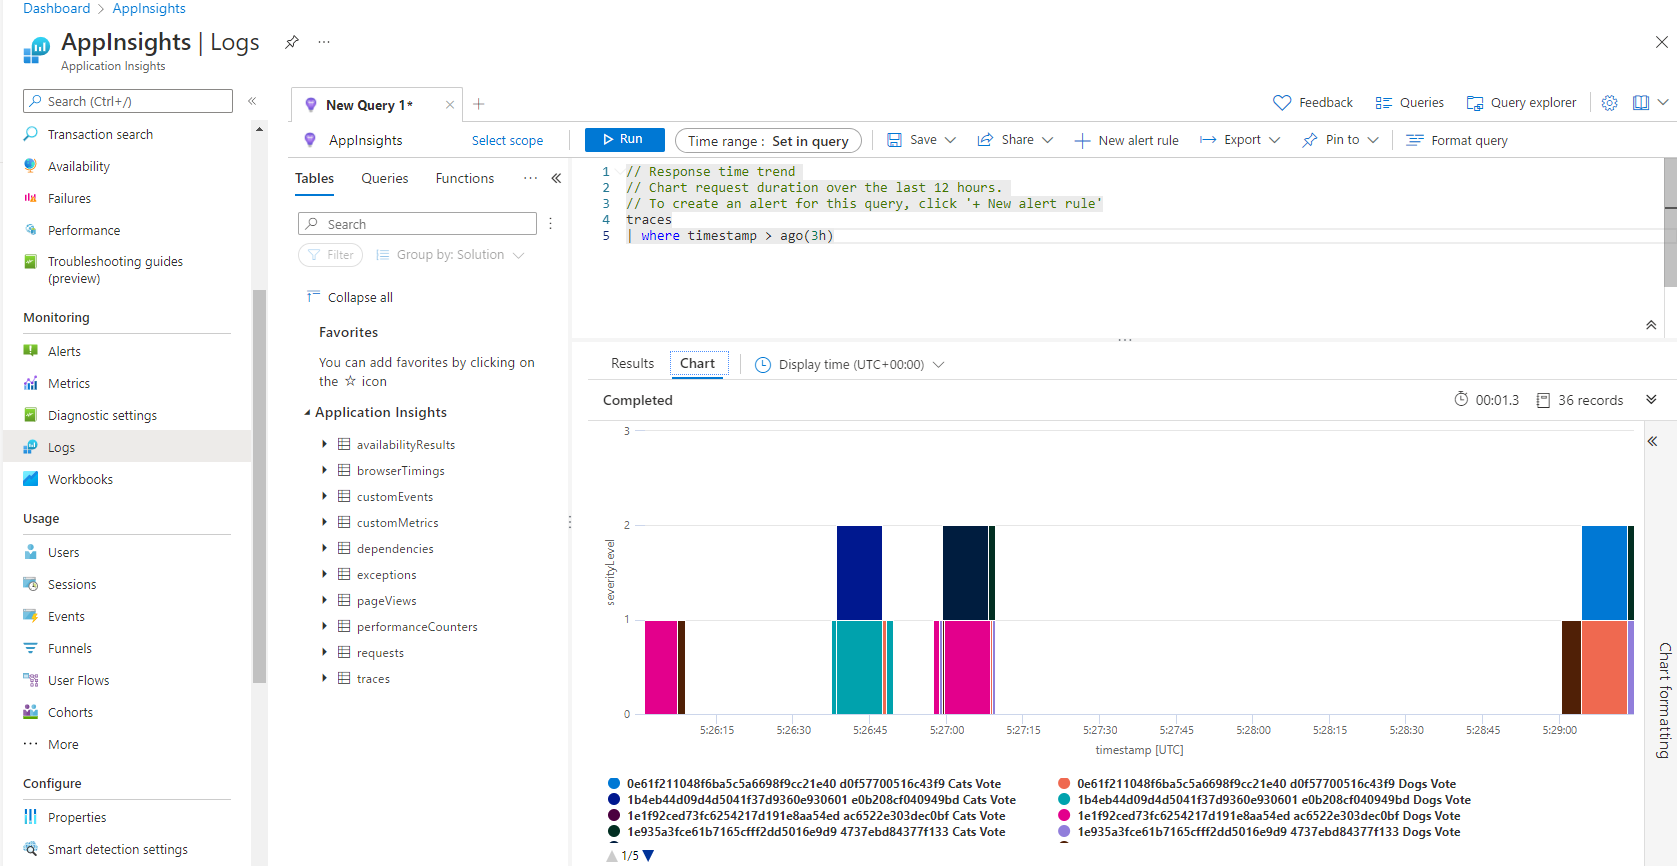 Dashboard > AppInsights
AppInsights | Logs
Application Insights
Search (Ctrl+/)
Transaction search
Availability
Failures
Performance
Troubleshooting guides
(preview)
Monitoring
Alerts
Metrics
Diagnostic settings
Logs
Workbooks
Usage
Users
Sessions
Events
Funnels
User Flows
Cohorts
More
Configure
Properties
Smart detection settings
New Query 1*
Feedback
Queries
Query explorer
AppInsights
Select scope
Run
Time range : Set in query
Save
Share
New alert rule
Export
Pin to
Format query
Tables
Queries
Functions
Search
Filter
Group by: Solution
Collapse all
Favorites
You can add favorites by clicking on
the ☆ icon
Application Insights
availabilityResults
browserTimings
customEvents
customMetrics
dependencies
exceptions
pageViews
performanceCounters
requests
traces
1 // Response time trend
2 // Chart request duration over the last 12 hours.
3 // To create an alert for this query, click '+ New alert rule'
4 traces
5 | where timestamp > ago(3h)
Results
Chart
Display time (UTC+00:00)
Completed
00:01.3
36 records
3
2
1
0
severityLevel
5:26:15
5:26:30
5:26:45
5:27:00
5:27:15
5:27:30
5:27:45
5:28:00
5:28:15
5:28:30
5:28:45
5:29:00
timestamp [UTC]
Chart formatting
0e61f211048f6ba5c5a6698f9cc21e40 d0f57700516c43f9 Cats Vote
0e61f211048f6ba5c5a6698f9cc21e40 d0f57700516c43f9 Dogs Vote
1b4eb44d09d4d5041f37d9360e930601 e0b208cf040949bd Cats Vote
1b4eb44d09d4d5041f37d9360e930601 e0b208cf040949bd Dogs Vote
1e1f92ced73fc6254217d191e8aa54ed ac6522e303dec0bf Cats Vote
1e1f92ced73fc6254217d191e8aa54ed ac6522e303dec0bf Dogs Vote
1e935a3fce61b7165cfff2dd5016e9d9 4737ebd84377f133 Cats Vote
1e935a3fce61b7165cfff2dd5016e9d9 4737ebd84377f133 Dogs Vote
1/5